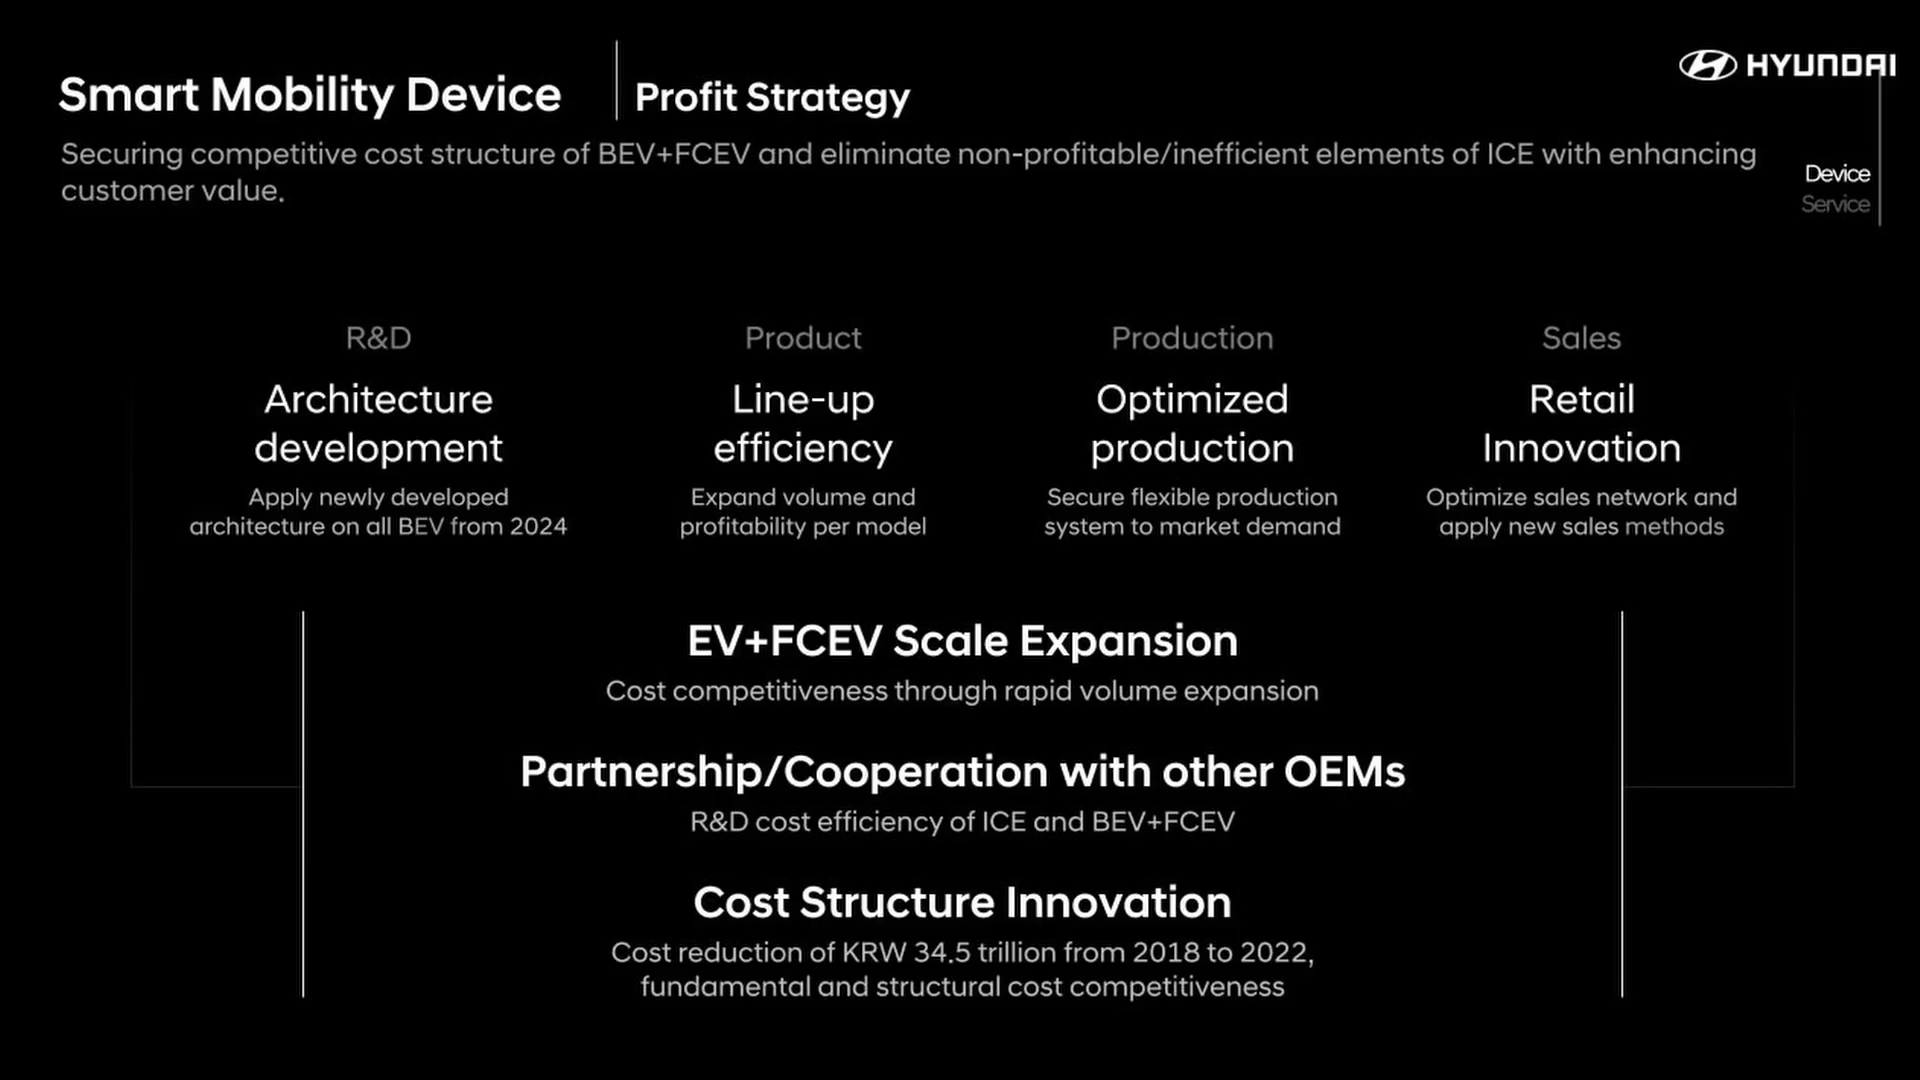 Smart Mobility Device
Profit Strategy
HYUNDAI
Securing competitive cost structure of BEV+FCEV and eliminate non-profitable/inefficient elements of ICE with enhancing
customer value.
Device
Service
R&D
Architecture
development
Apply newly developed
architecture on all BEV from 2024
Product
Line-up
efficiency
Expand volume and
profitability per model
Production
Optimized
production
Secure flexible production
system to market demand
Sales
Retail
Innovation
Optimize sales network and
apply new sales methods
EV+FCEV Scale Expansion
Cost competitiveness through rapid volume expansion
Partnership/Cooperation with other OEMs
R&D cost efficiency of ICE and BEV+FCEV
Cost Structure Innovation
Cost reduction of KRW 34.5 trillion from 2018 to 2022,
fundamental and structural cost competitiveness